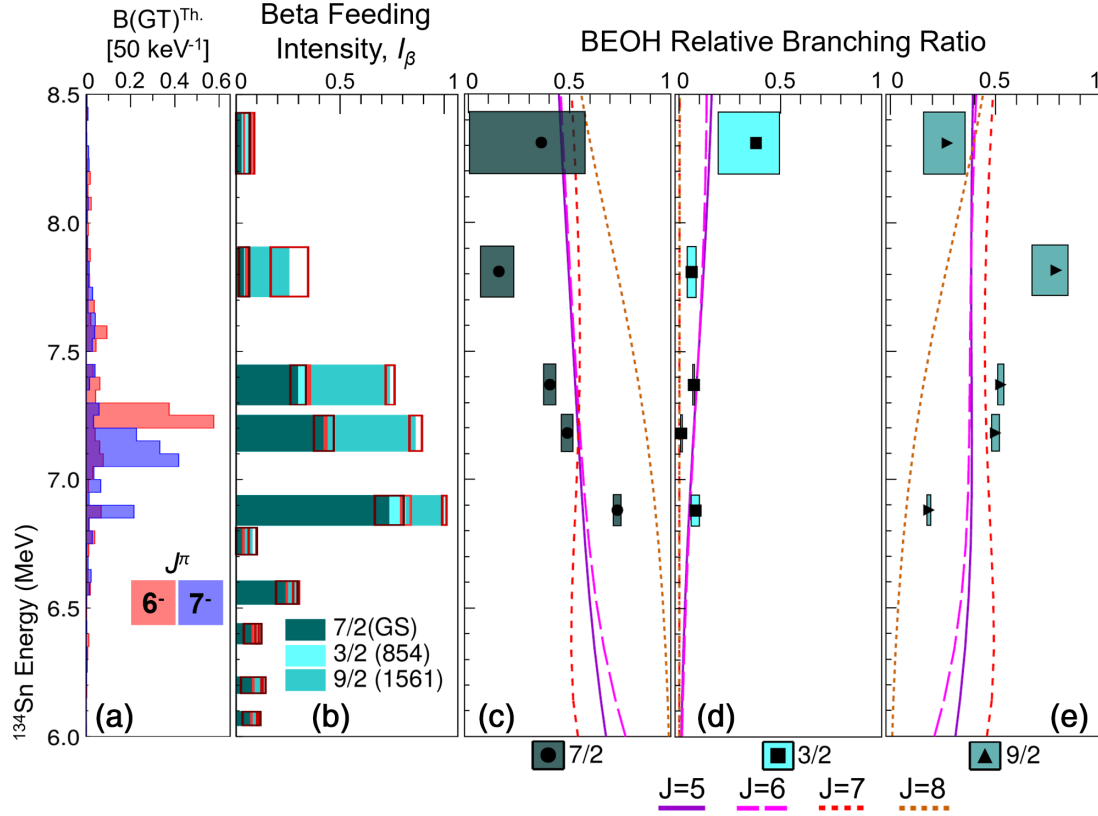 B(GT)Th.
[50 keV-1]
Beta Feeding
Intensity, Iβ
BEOH Relative Branching Ratio
0 0.2 0.4 0.6
0 0.5 1
0 0.5 1
0 0.5 1
0 0.5 1
8.5
8.0
7.5
7.0
6.5
6.0
134Sn Energy (MeV)
Jπ
6- 7-
7/2(GS)
3/2 (854)
9/2 (1561)
(a) (b) (c) (d) (e)
7/2 3/2 9/2
J=5 J=6 J=7 J=8